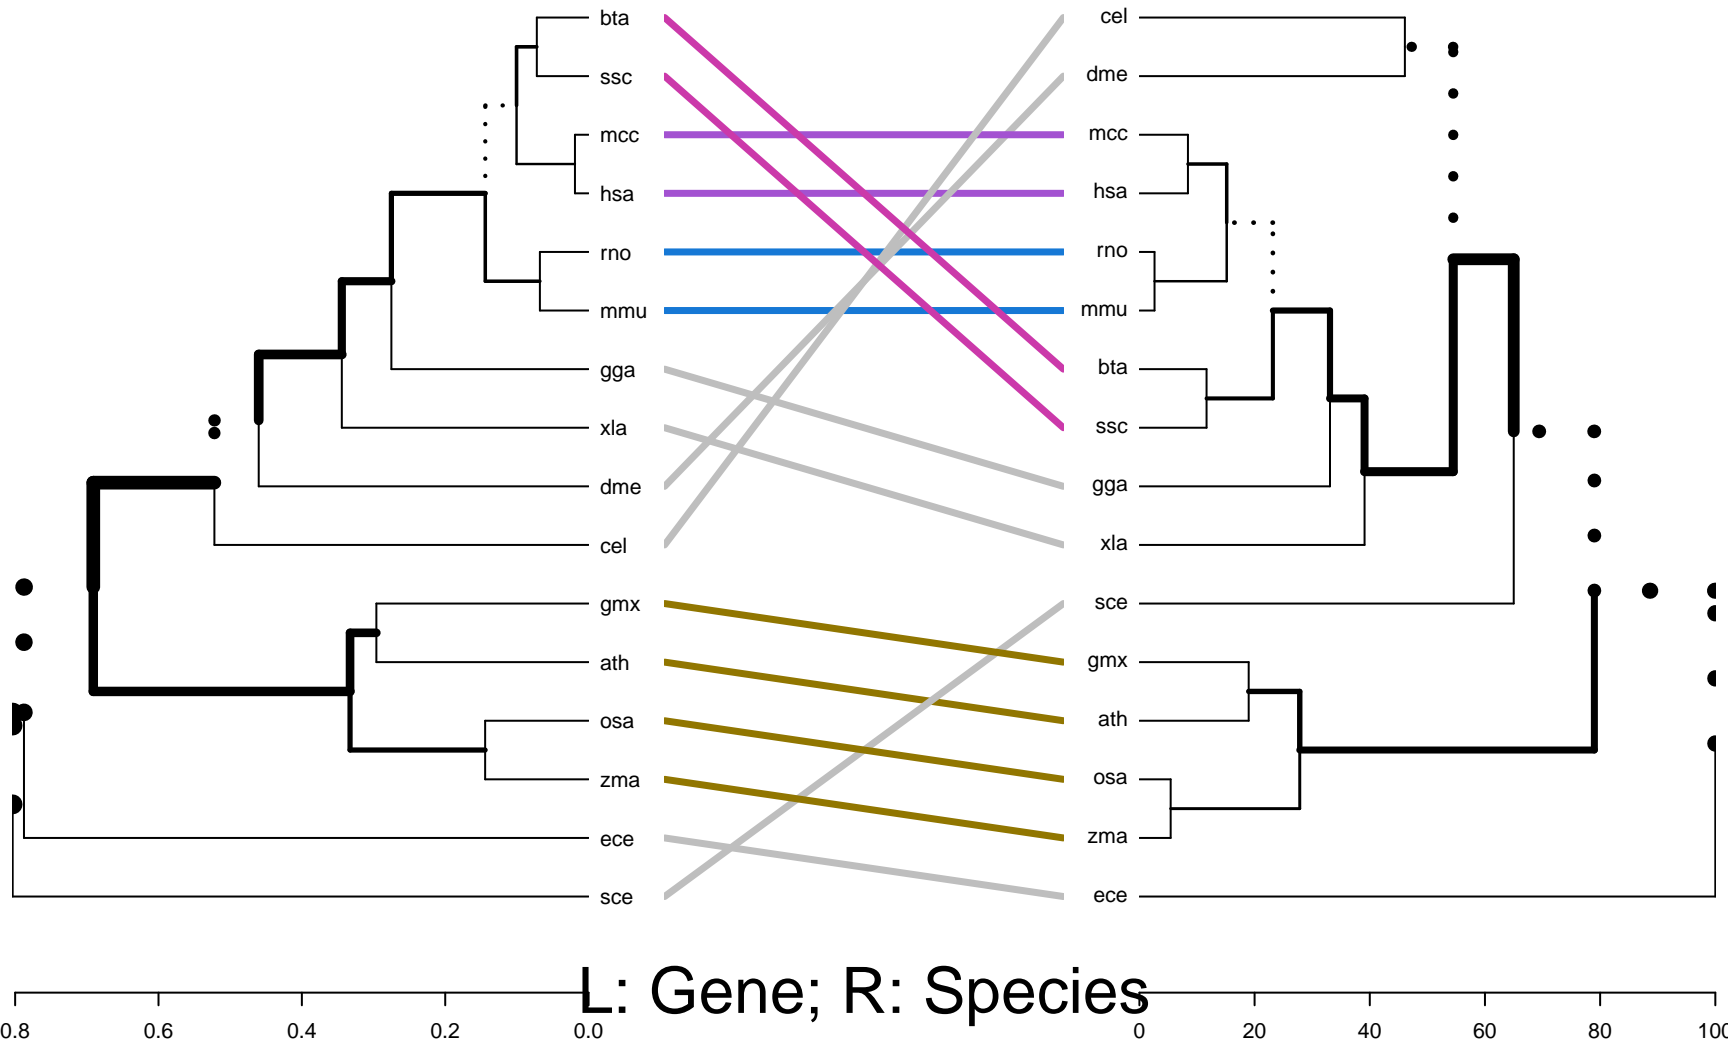 bta cel
ssc dme
mcc mcc
hsa hsa
rno rno
mmu mmu
gga bta
xla ssc
dme gga
cel xla
gmx sce
ath gmx
osa ath
zma osa
ece zma
sce ece
L: Gene; R: Species
0.8 0.6 0.4 0.2 0.0 0 20 40 60 80 100